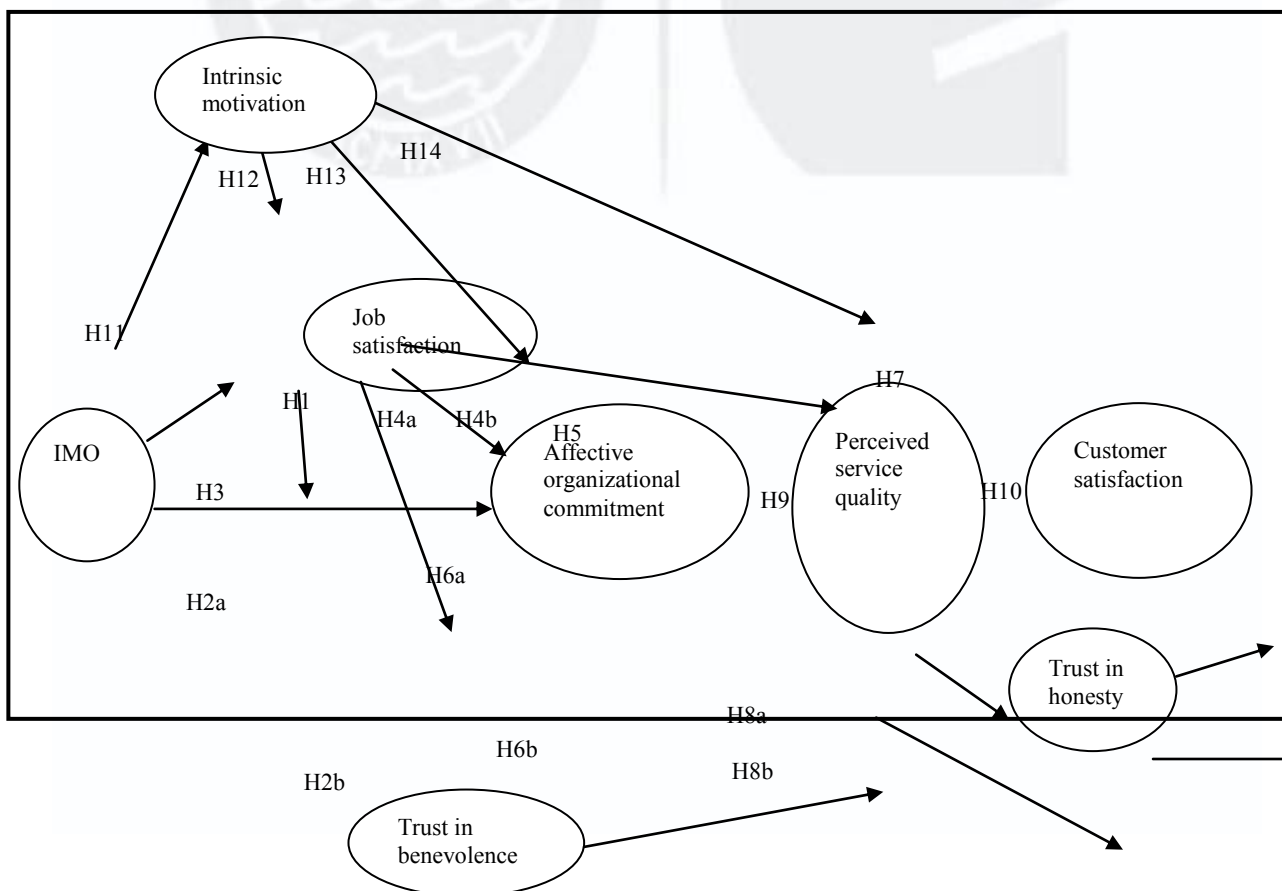 Intrinsic
motivation
H14
H12
H13
Job
satisfaction
H11
H7
H1
H4a
H4b
H5
IMO
Affective
organizational
commitment
Perceived
service
quality
Customer
satisfaction
H3
H9
H10
H6a
H2a
Trust in
honesty
H8a
H6b
H8b
H2b
Trust in
benevolence